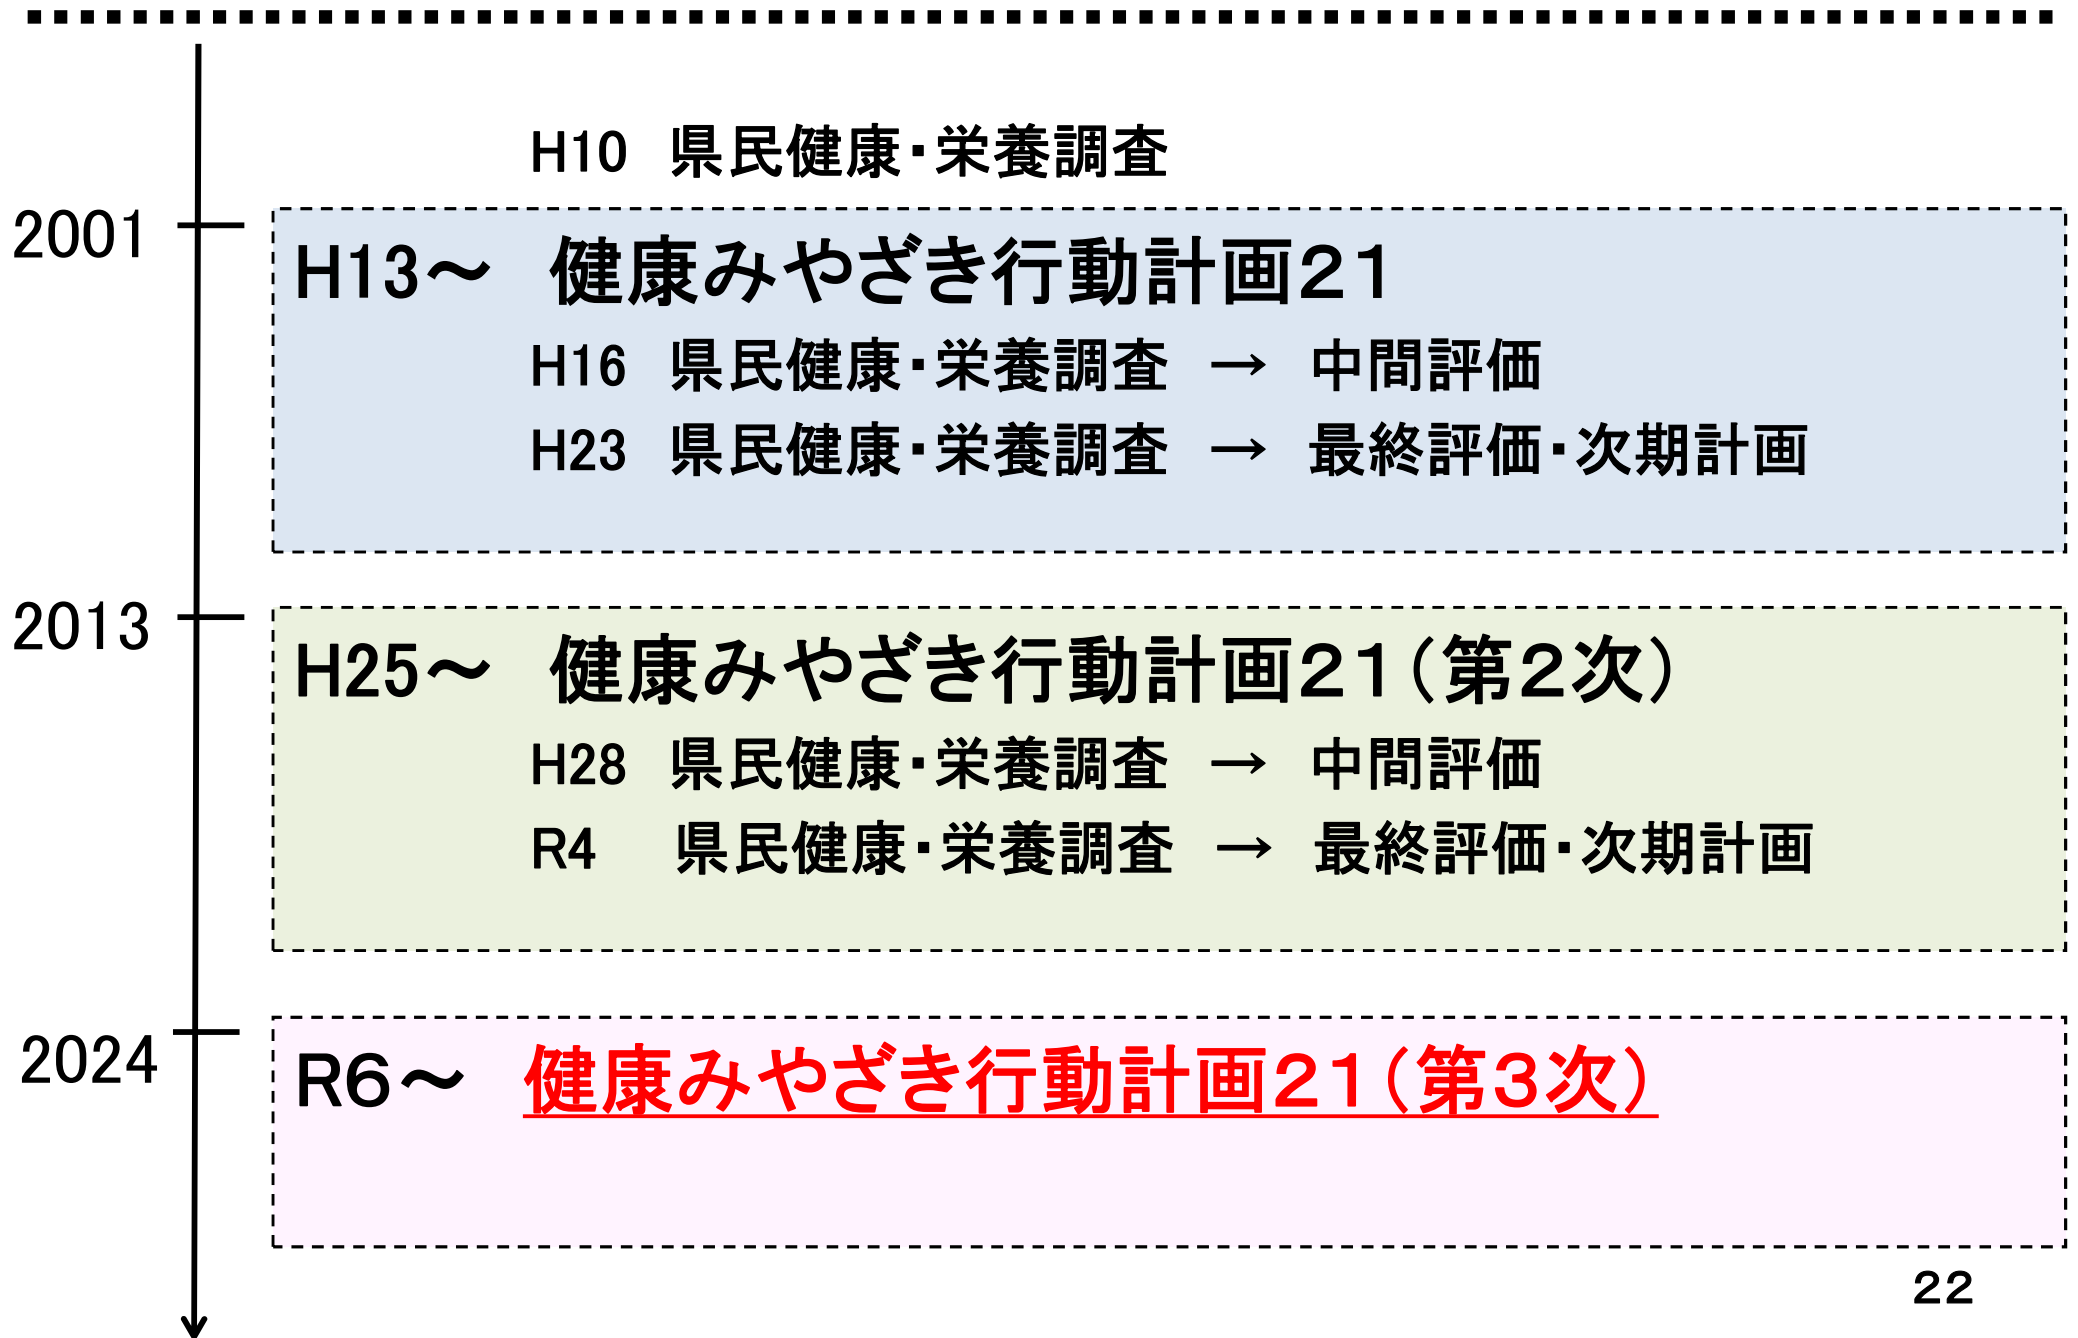 H10　県民健康・栄養調査
2001
H13～　健康みやざき行動計画２１
H16　県民健康・栄養調査　→　中間評価
H23　県民健康・栄養調査　→　最終評価・次期計画
2013
H25～　健康みやざき行動計画２１（第２次）
H28　県民健康・栄養調査　→　中間評価
R4　県民健康・栄養調査　→　最終評価・次期計画
2024
R6～　健康みやざき行動計画２１（第３次）
22